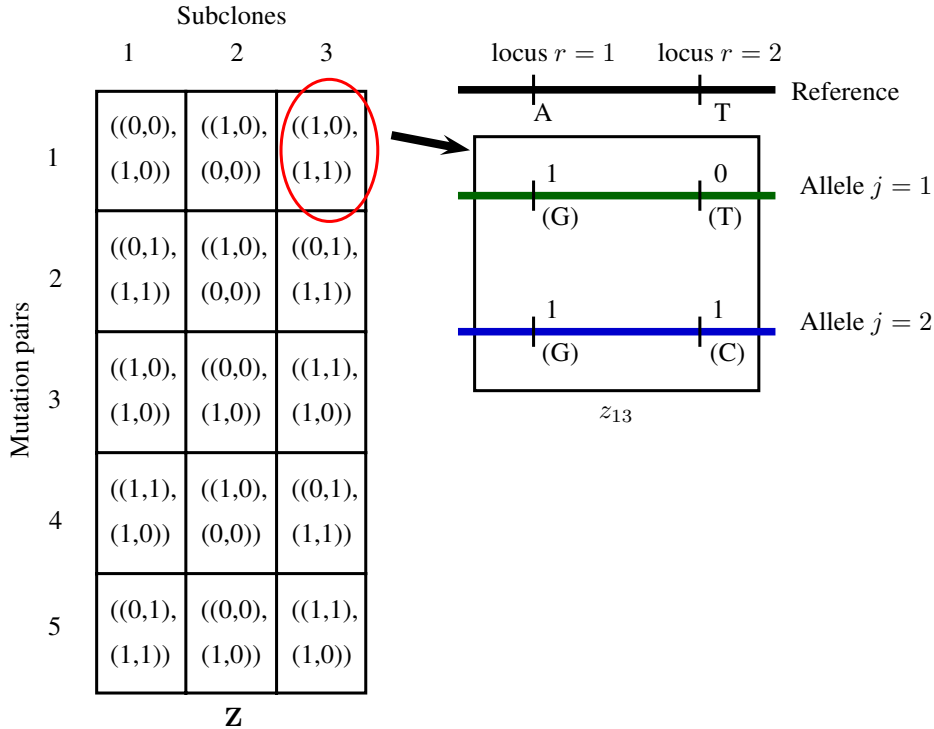 Subclones
1 2 3
Mutation pairs
1
((0,0), ((1,0), ((1,0),
(1,0)) (0,0)) (1,1))
2
((0,1), ((1,0), ((0,1),
(1,1)) (0,0)) (1,1))
3
((1,0), ((0,0), ((1,1),
(1,0)) (1,0)) (1,0))
4
((1,1), ((1,0), ((0,1),
(1,0)) (0,0)) (1,1))
5
((0,1), ((0,0), ((1,1),
(1,1)) (1,0)) (1,0))
Z
locus r = 1 locus r = 2
Reference
A T
1 0
Allele j = 1
(G) (T)
1 1
Allele j = 2
(G) (C)
z13